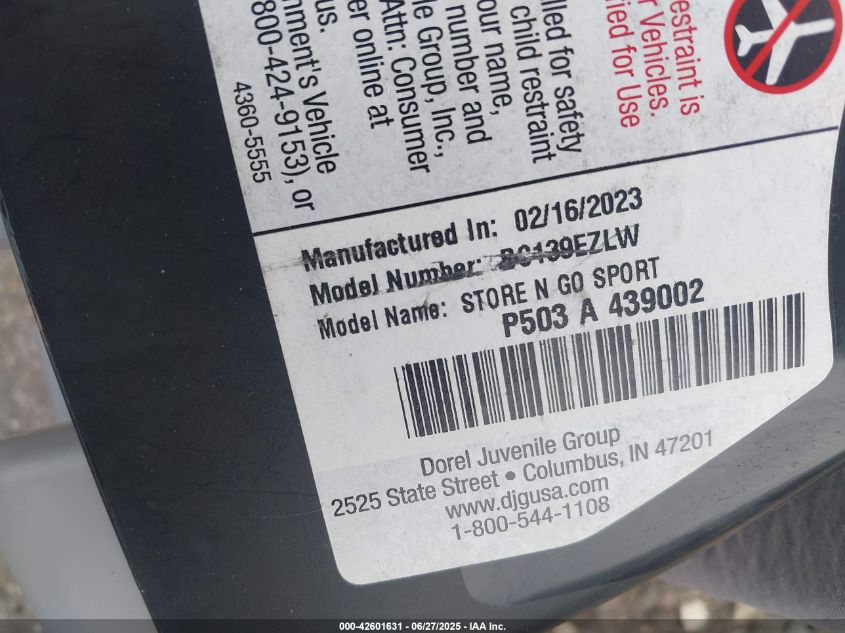 nment's Vehicle
800-424-9153), or
us.
4360-5555
Attn: Consumer
le Group, Inc.,
er online at
our name,
number and
lled for safety
child restraint
estraint is
r Vehicles.
ied for Use
Manufactured In: 02/16/2023
Model Number: BC139EZLW
Model Name: STORE N GO SPORT
P503 A 439002
Dorel Juvenile Group
2525 State Street • Columbus, IN 47201
www.djgusa.com
1-800-544-1108
000-42601631 - 06/27/2025 - IAA Inc.